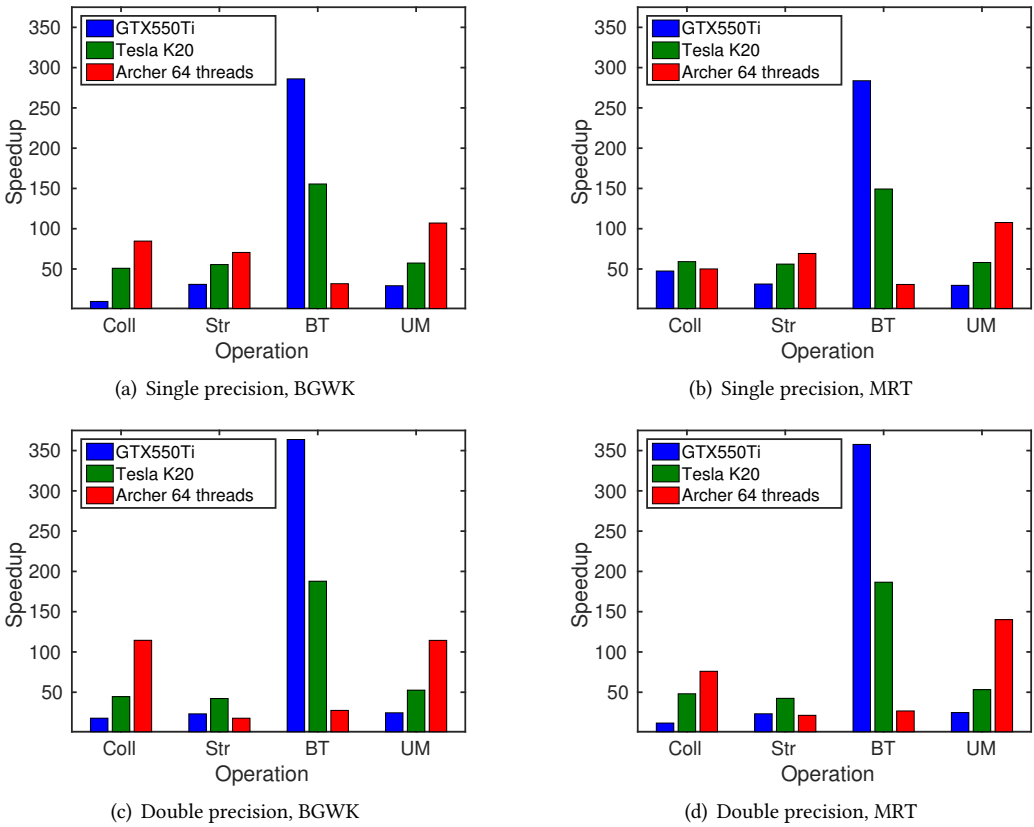 350
300
250
200
150
100
50
Speedup
GTX550Ti
Tesla K20
Archer 64 threads
Coll Str BT UM
Operation
(a) Single precision, BGWK
350
300
250
200
150
100
50
Speedup
GTX550Ti
Tesla K20
Archer 64 threads
Coll Str BT UM
Operation
(b) Single precision, MRT
350
300
250
200
150
100
50
Speedup
GTX550Ti
Tesla K20
Archer 64 threads
Coll Str BT UM
Operation
(c) Double precision, BGWK
350
300
250
200
150
100
50
Speedup
GTX550Ti
Tesla K20
Archer 64 threads
Coll Str BT UM
Operation
(d) Double precision, MRT